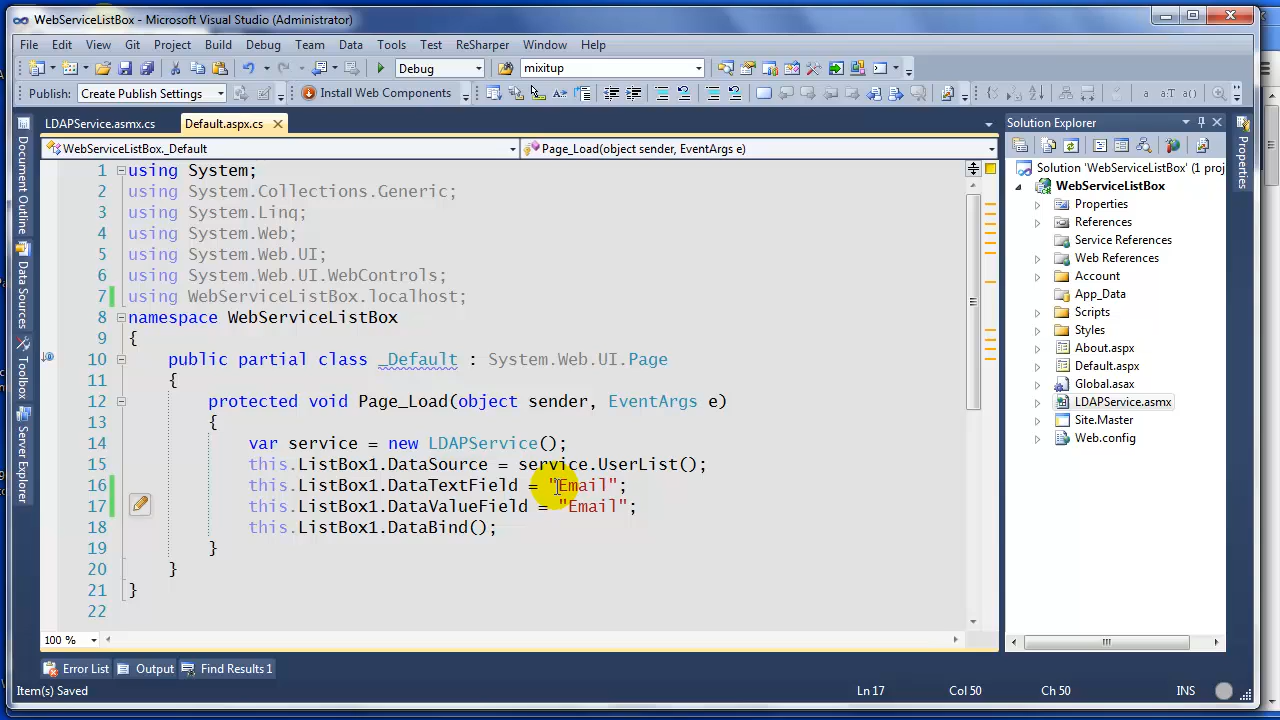 WebServiceListBox - Microsoft Visual Studio (Administrator)
File Edit View Git Project Build Debug Team Data Tools Test ReSharper Window Help
Debug mixitup
Publish: Create Publish Settings Install Web Components
LDAPService.asmx.cs Default.aspx.cs
WebServiceListBox._Default Page_Load(object sender, EventArgs e)
1 using System;
2 using System.Collections.Generic;
3 using System.Linq;
4 using System.Web;
5 using System.Web.UI;
6 using System.Web.UI.WebControls;
7 using WebServiceListBox.localhost;
8 namespace WebServiceListBox
9 {
10 public partial class _Default : System.Web.UI.Page
11 {
12 protected void Page_Load(object sender, EventArgs e)
13 {
14 var service = new LDAPService();
15 this.ListBox1.DataSource = service.UserList();
16 this.ListBox1.DataTextField = "Email";
17 this.ListBox1.DataValueField = "Email";
18 this.ListBox1.DataBind();
19 }
20 }
21 }
22
100 %
Document Outline
Data Sources
Toolbox
Server Explorer
Solution Explorer
Solution 'WebServiceListBox' (1 proj
WebServiceListBox
Properties
References
Service References
Web References
Account
App_Data
Scripts
Styles
About.aspx
Default.aspx
Global.asax
LDAPService.asmx
Site.Master
Web.config
Properties
Error List Output Find Results 1
Item(s) Saved Ln 17 Col 50 Ch 50 INS